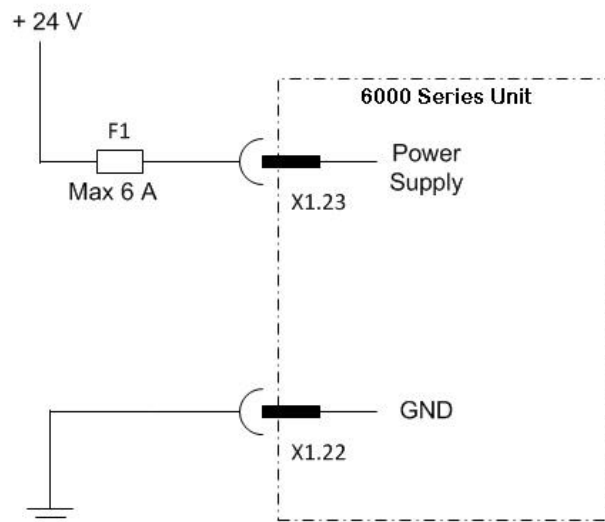 + 24 V
6000 Series Unit
F1
Power
Supply
Max 6 A
X1.23
GND
X1.22